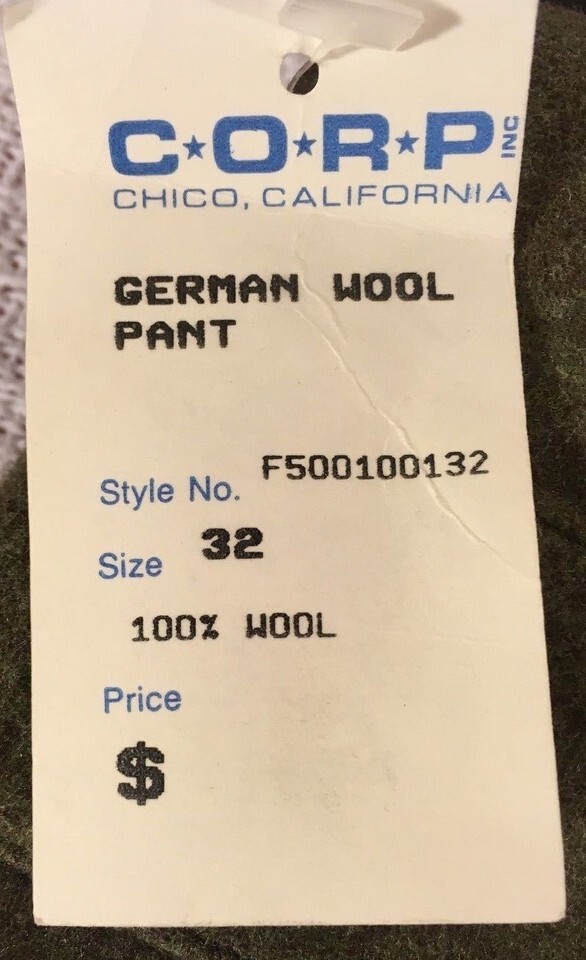 C★O★R★P INC
CHICO, CALIFORNIA
GERMAN WOOL
PANT
Style No. F500100132
Size 32
100% WOOL
Price
$